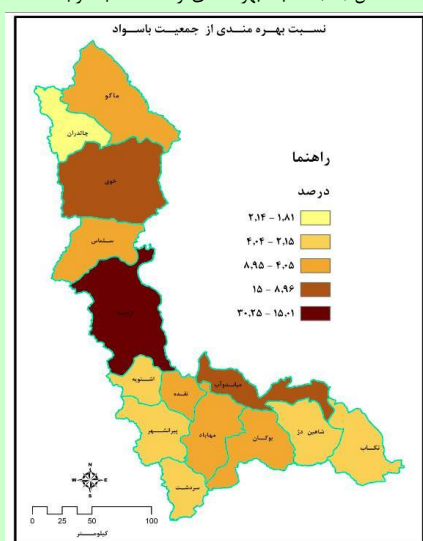 نسبت بهره مندی از جمعیت باسواد
ماکو
چالدران
خوی
راهنما
درصد
۲.۱۴ - ۱.۸۱
۴.۰۴ - ۲.۱۵
۸.۹۵ - ۴.۰۵
۱۵ - ۸.۹۶
۳۰.۲۵ - ۱۵.۰۱
سلماس
اشنویه
نقده
میاندوآب
پیرانشهر
مهاباد
بوکان
شاهین دژ
تکاب
سردشت
N
W E
S
0 25 50 100
کیلومتر